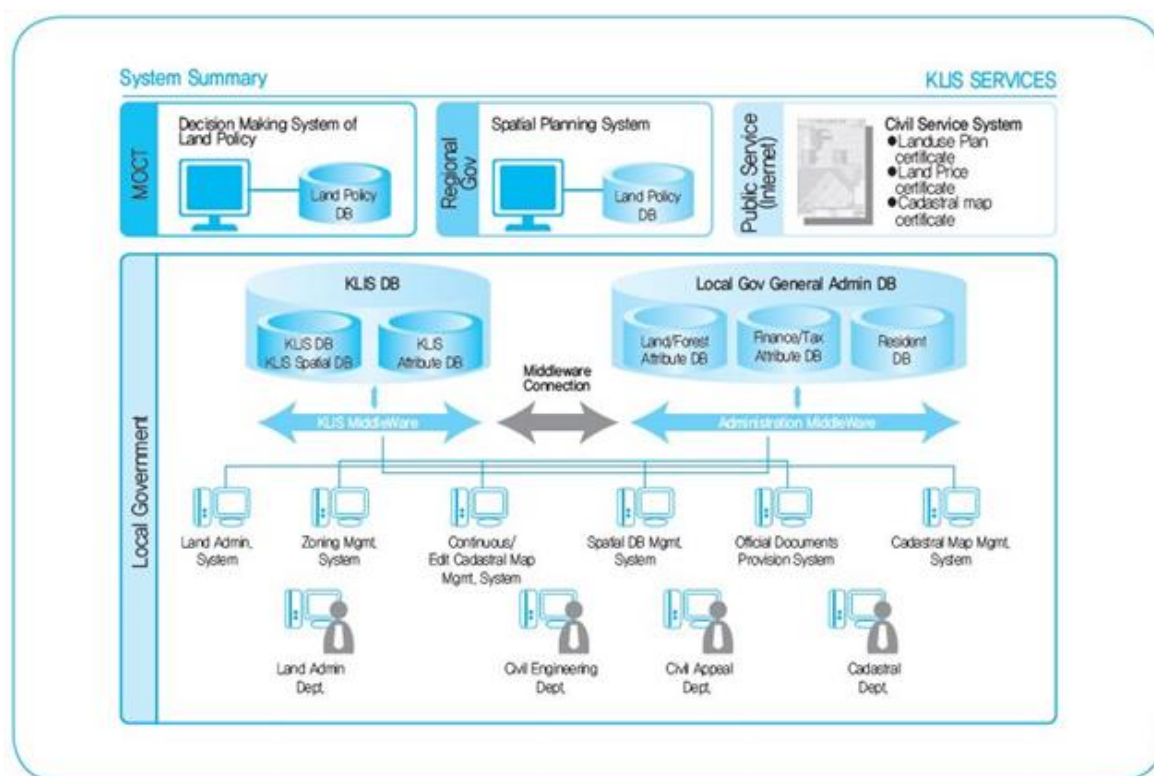 System Summary
KLIS SERVICES
MOCT
Decision Making System of
Land Policy
Land Policy
DB
Regional
Gov
Spatial Planning System
Land Policy
DB
Public Service
(Internet)
Civil Service System
●Landuse Plan
certificate
●Land Price
certificate
●Cadastral map
certificate
Local Government
KLIS DB
KLIS DB
KLIS Spatial DB
KLIS
Attribute DB
Local Gov General Admin DB
Land/Forest
Attribute DB
Finance/Tax
Attribute DB
Resident
DB
Middleware
Connection
KLIS MiddleWare
Administration MiddleWare
Land Admin.
System
Zoning Mgmt.
System
Continuous/
Edit Cadastral Map
Mgmt. System
Spatial DB Mgmt.
System
Official Documents
Provision System
Cadastral Map Mgmt.
System
Land Admin
Dept.
Civil Engineering
Dept.
Civil Appeal
Dept.
Cadastral
Dept.